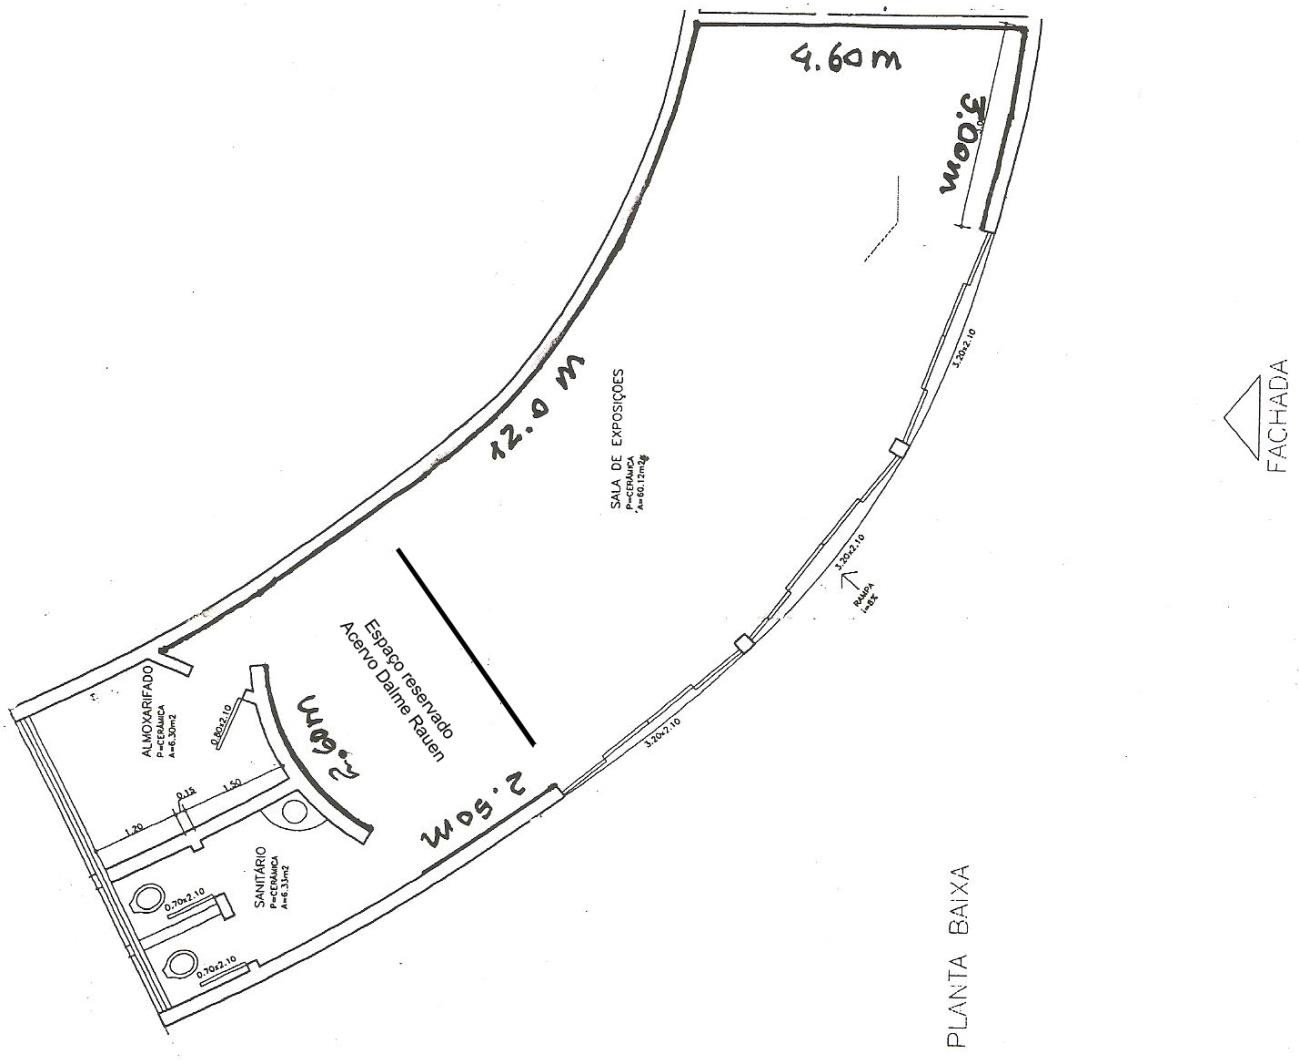 4.60 m
3.00m
12.0 m
SALA DE EXPOSIÇÕES
P=CERÂMICA
A=60.12m2
3.20x2.10
3.20x2.10
RAMPA
i=8%
3.20x2.10
FACHADA
ALMOXARIFADO
P=CERÂMICA
A=6.30m2
0.80x2.10
2.60m
Espaço reservado
Acervo Dalme Rauen
2.50m
1.20
0.15
1.50
SANITÁRIO
P=CERÂMICA
A=6.33m2
0.70x2.10
0.70x2.10
PLANTA BAIXA